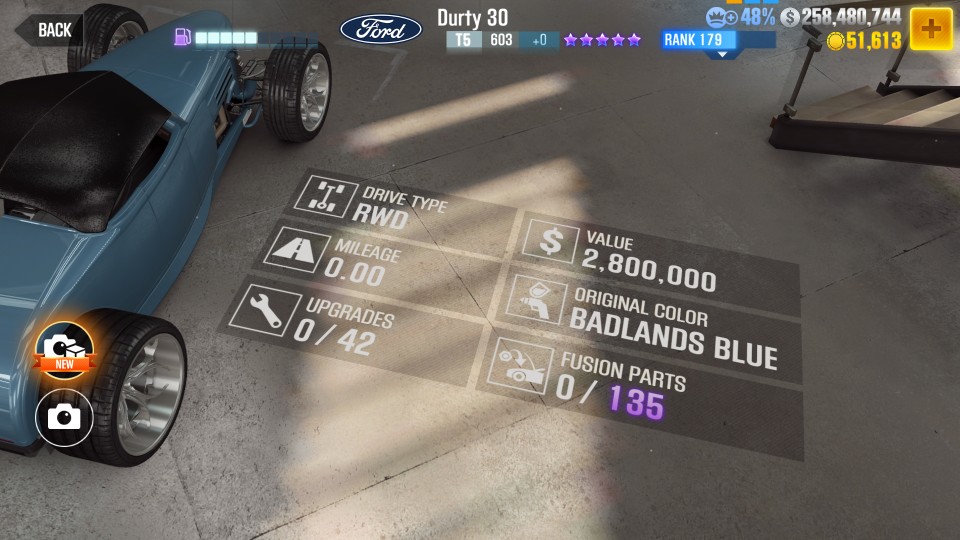 BACK
Ford
Durty 30
T5 603 +0
RANK 179
48%
$ 258,480,744
51,613
DRIVE TYPE
RWD
MILEAGE
0.00
UPGRADES
0 / 42
$ VALUE
2,800,000
ORIGINAL COLOR
BADLANDS BLUE
FUSION PARTS
0 / 135
NEW